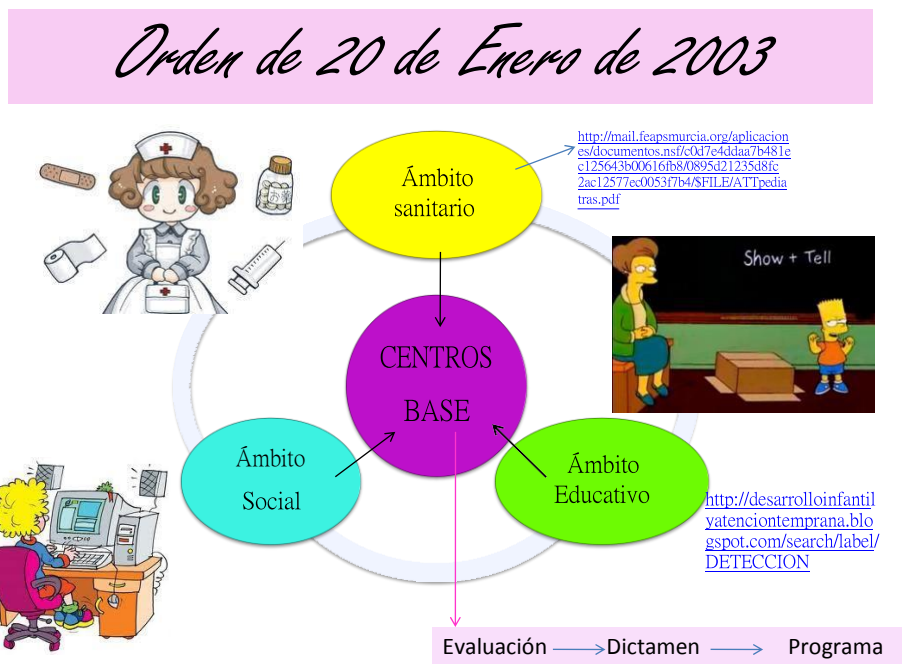 Orden de 20 de Enero de 2003
Ámbito
sanitario
http://mail.feapsmurcia.org/aplicacion
es/documentos.nsf/c0d7e4ddaa7b481e
c125643b00616fb8/0895d21235d8fc
2ac12577ec0053f7b4/$FILE/ATTpedia
tras.pdf
Show + Tell
CENTROS
BASE
Ámbito
Social
Ámbito
Educativo
http://desarrolloinfantil
yatenciontemprana.blo
gspot.com/search/label/
DETECCION
Evaluación Dictamen Programa